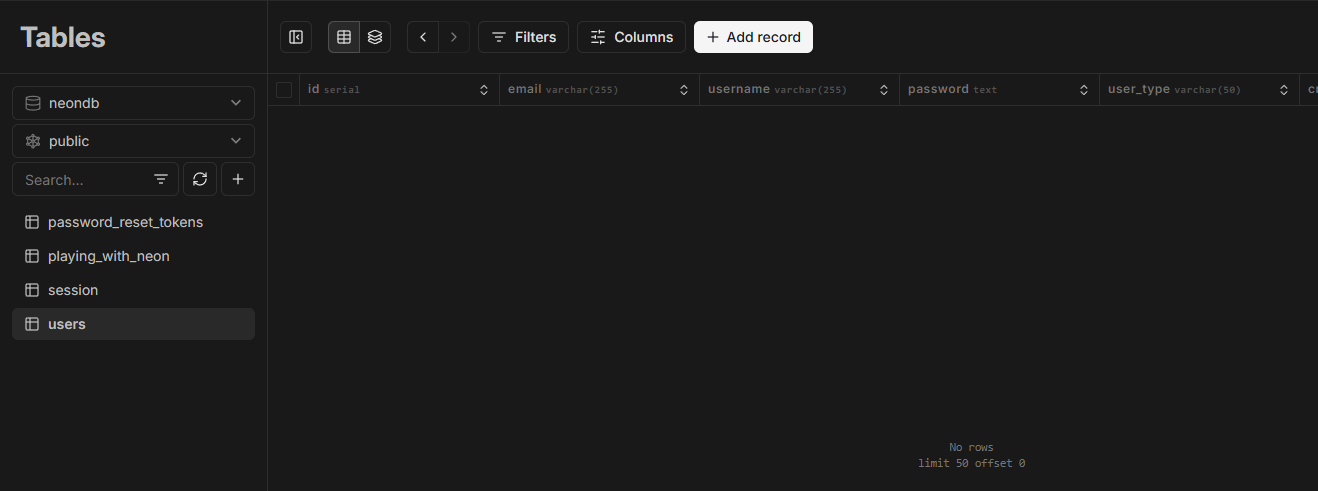 Tables
neondb
public
Search...
password_reset_tokens
playing_with_neon
session
users
Filters
Columns
Add record
id serial
email varchar(255)
username varchar(255)
password text
user_type varchar(50)
No rows
limit 50 offset 0